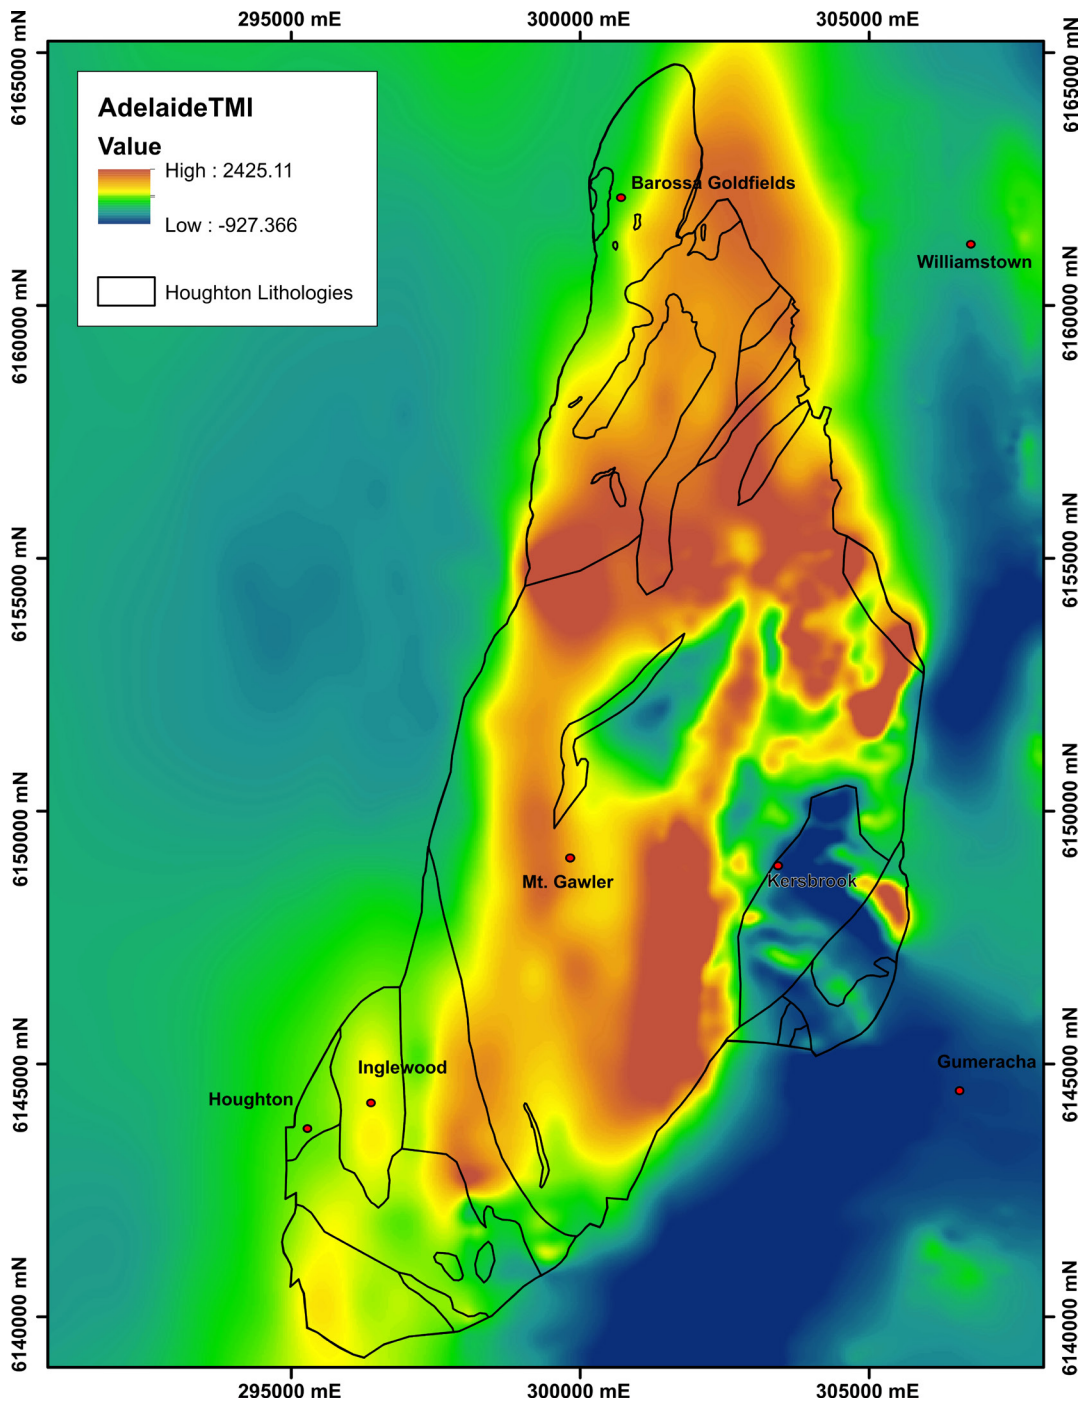 295000 mE
300000 mE
305000 mE
6165000 mN
6165000 mN
AdelaideTMI
Value
High : 2425.11
Low : -927.366
Houghton Lithologies
Barossa Goldfields
Williamstown
6160000 mN
6160000 mN
6155000 mN
6155000 mN
6150000 mN
6150000 mN
Mt. Gawler
Kersbrook
6145000 mN
6145000 mN
Gumeracha
Inglewood
Houghton
6140000 mN
6140000 mN
295000 mE
300000 mE
305000 mE